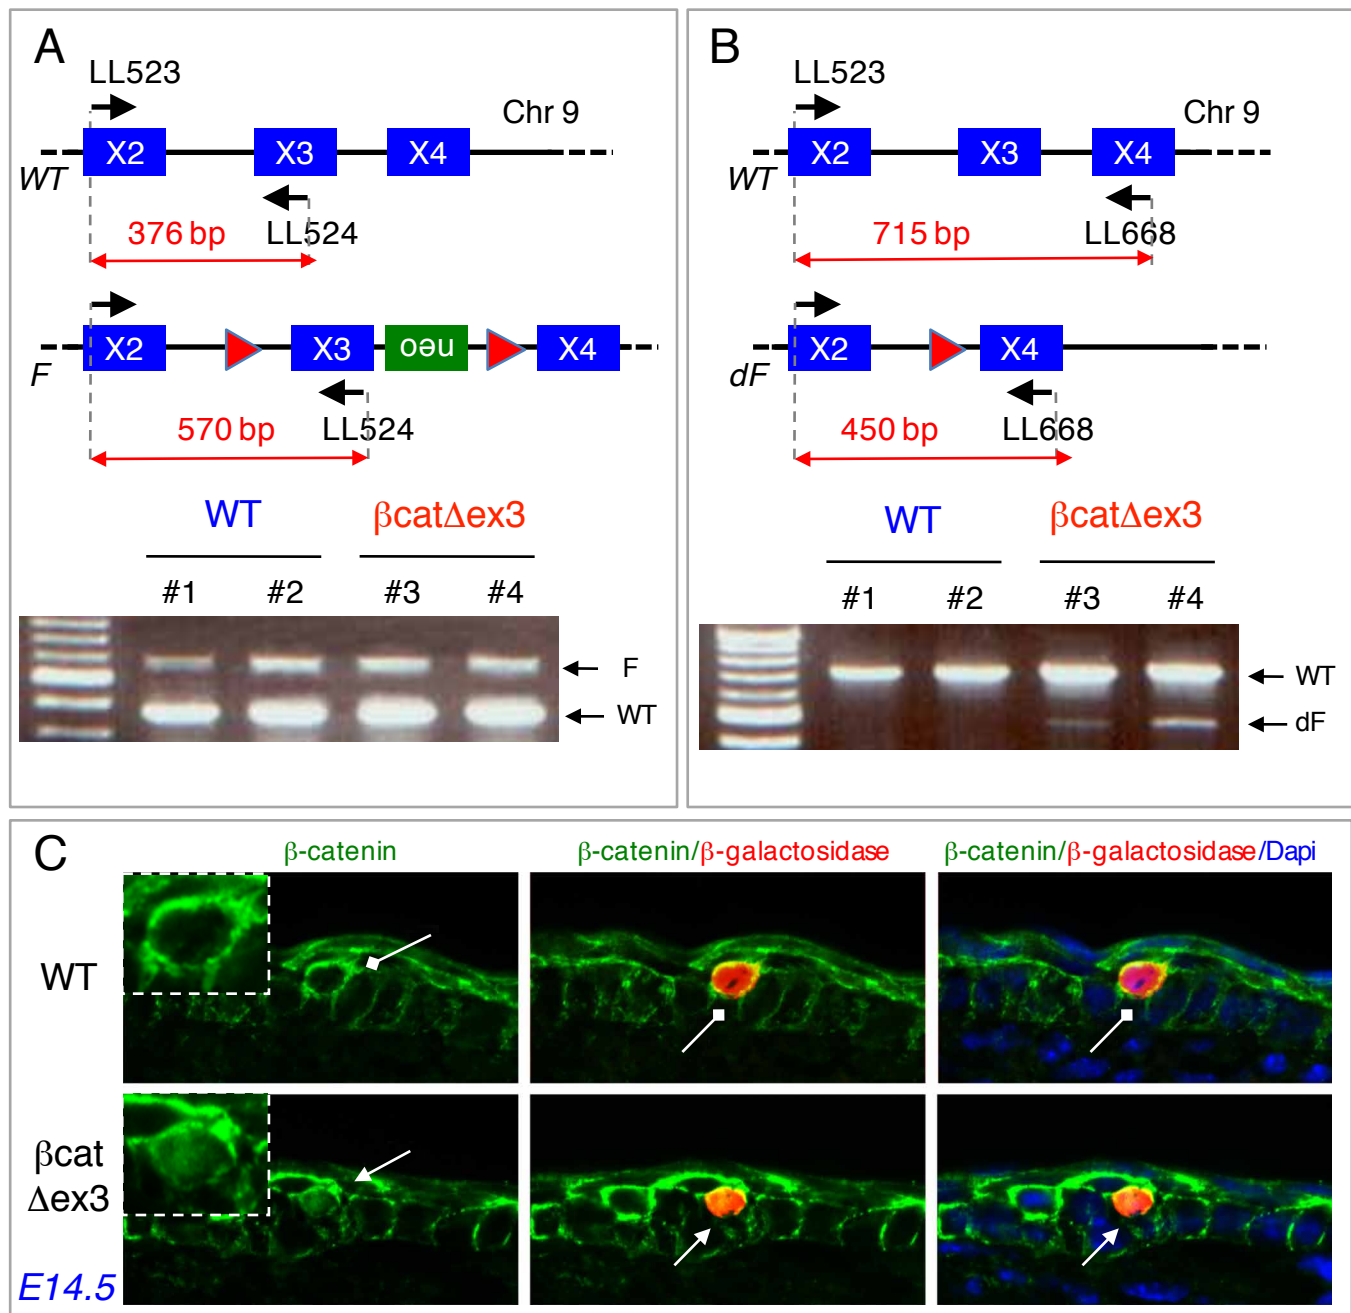 A
LL523
Chr 9
X2 X3 X4
WT
376 bp LL524
X2 X3 neo X4
F
570 bp LL524
WT βcatΔex3
#1 #2 #3 #4
F
WT
B
LL523
Chr 9
X2 X3 X4
WT
715 bp LL668
X2 X4
dF
450 bp LL668
WT βcatΔex3
#1 #2 #3 #4
WT
dF
C
β-catenin β-catenin/β-galactosidase β-catenin/β-galactosidase/Dapi
WT
βcat
Δex3
E14.5